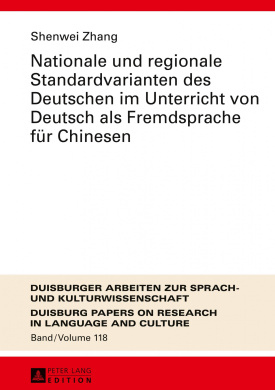 Shenwei Zhang
Nationale und regionale
Standardvarianten des
Deutschen im Unterricht von
Deutsch als Fremdsprache
für Chinesen
DUISBURGER ARBEITEN ZUR SPRACH-
UND KULTURWISSENSCHAFT
DUISBURG PAPERS ON RESEARCH
IN LANGUAGE AND CULTURE
Band/Volume 118
PETER LANG
EDITION